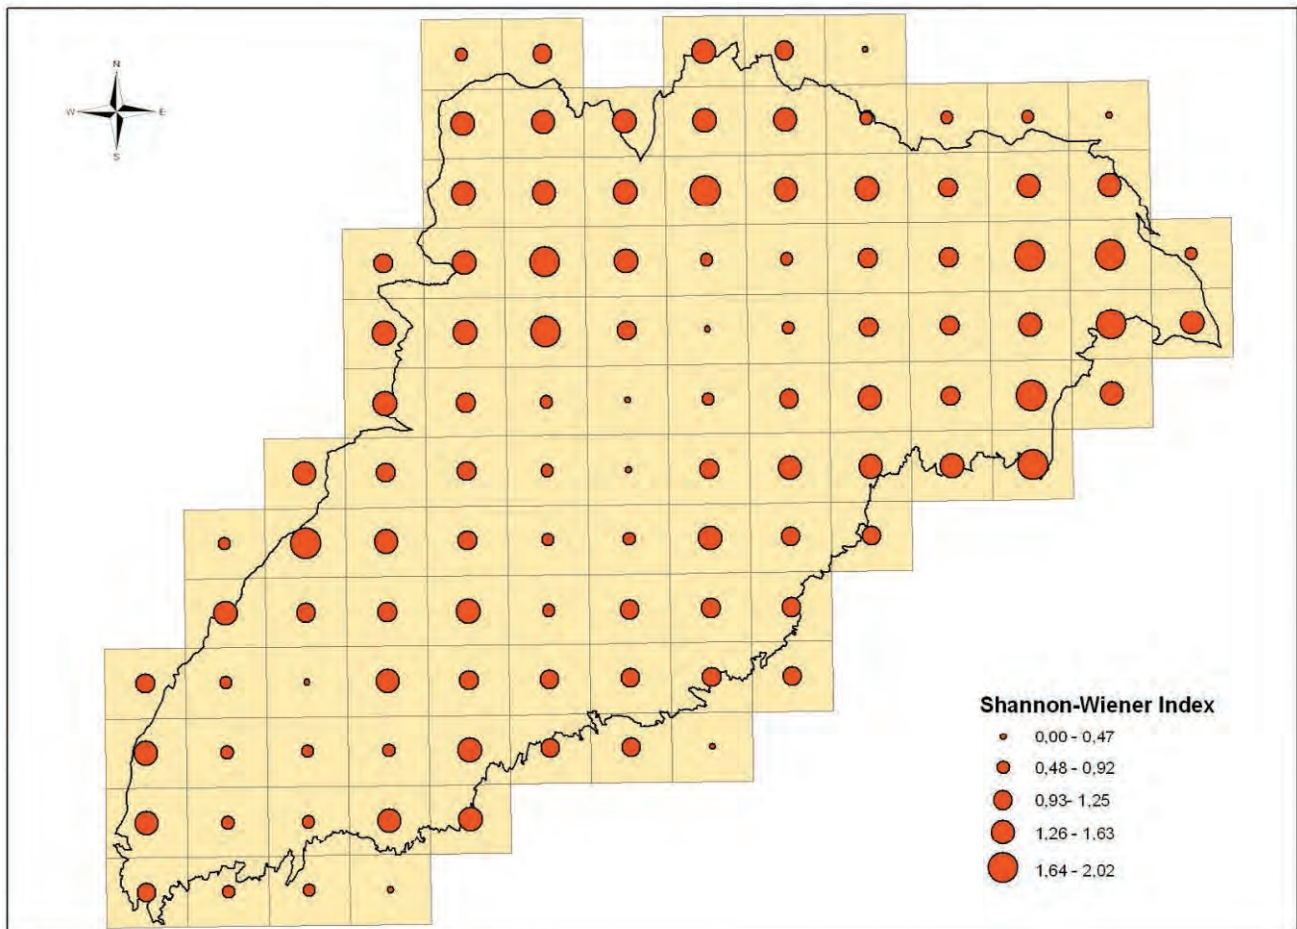 N
W E
S
Shannon-Wiener Index
0,00 - 0,47
0,48 - 0,92
0,93- 1,25
1,26 - 1,63
1,64 - 2,02